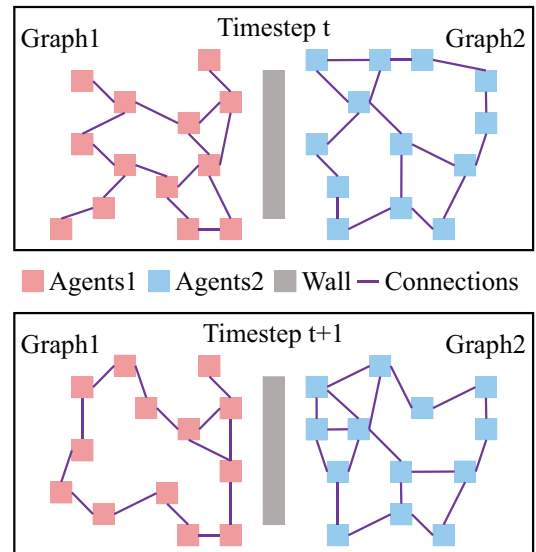 Timestep t
Graph1 Graph2
Agents1 Agents2 Wall Connections
Timestep t+1
Graph1 Graph2